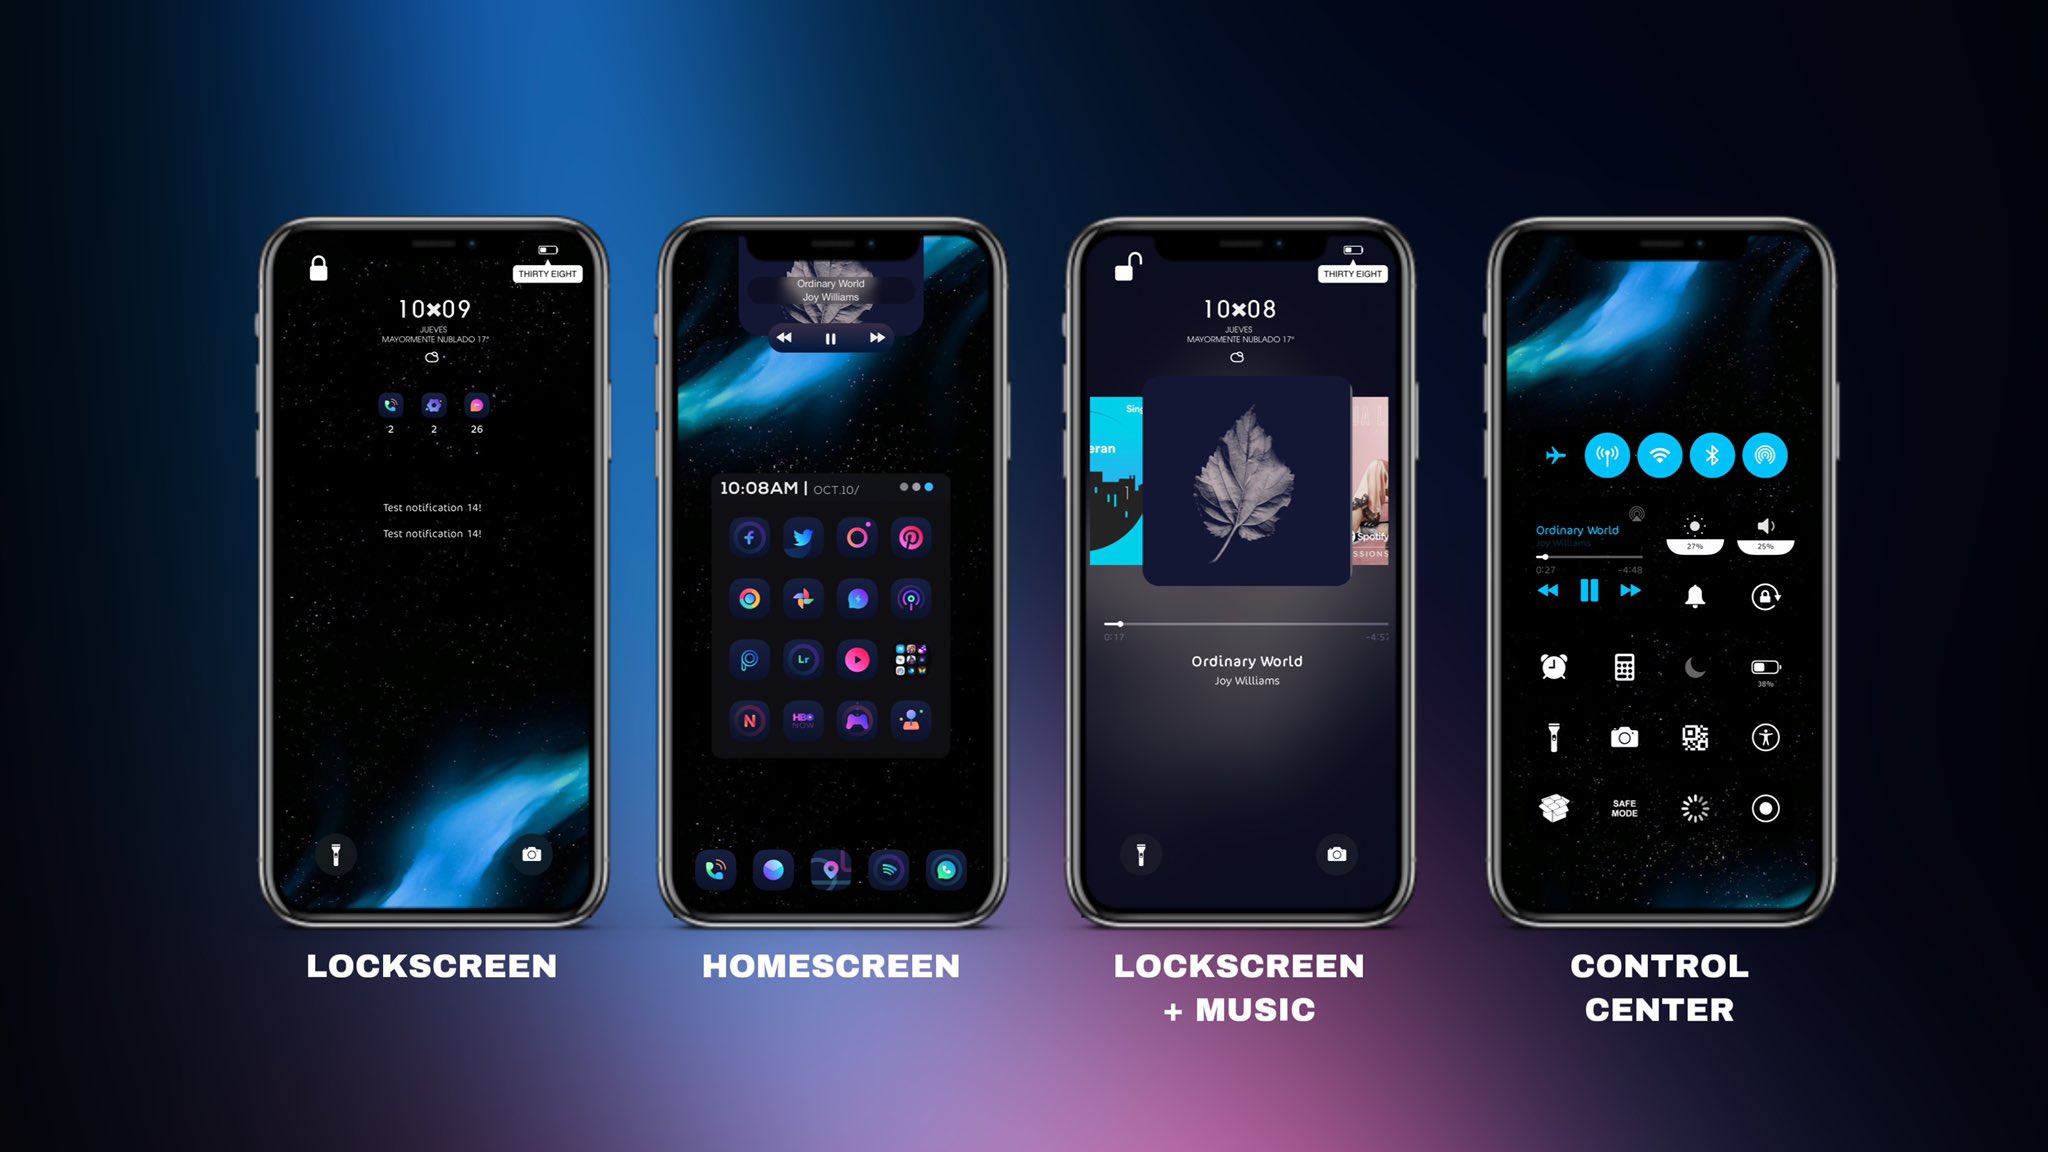 THIRTY EIGHT
10×09
JUEVES
MAYORMENTE NUBLADO 17°
2 2 26
Test notification 14!
Test notification 14!
LOCKSCREEN
Ordinary World
Joy Williams
10:08AM | OCT.10/
Lr
N HBO NOW
HOMESCREEN
THIRTY EIGHT
10×08
JUEVES
MAYORMENTE NUBLADO 17°
Sing
eran
Spotify
SSIONS
0:17 -4:57
Ordinary World
Joy Williams
LOCKSCREEN
+ MUSIC
Ordinary World
Joy Williams
27% 25%
0:27 -4:48
38%
SAFE
MODE
CONTROL
CENTER